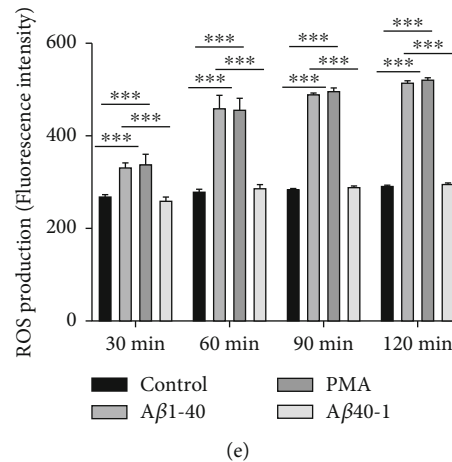 (e)
ROS production (Fluorescence intensity)
600
400
200
0
***
***
***
***
***
***
***
***
***
***
***
***
30 min
60 min
90 min
120 min
Control
PMA
Aβ1-40
Aβ40-1